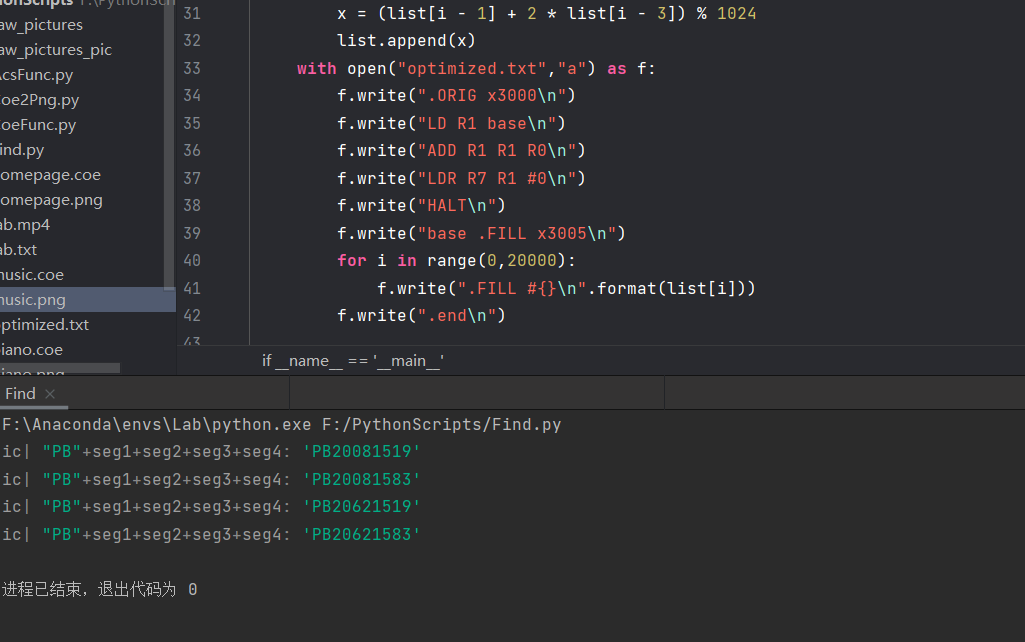 31 x = (list[i - 1] + 2 * list[i - 3]) % 1024
32 list.append(x)
33 with open("optimized.txt","a") as f:
34 f.write(".ORIG x3000\n")
35 f.write("LD R1 base\n")
36 f.write("ADD R1 R1 R0\n")
37 f.write("LDR R7 R1 #0\n")
38 f.write("HALT\n")
39 f.write("base .FILL x3005\n")
40 for i in range(0,20000):
41 f.write(".FILL #{}\n".format(list[i]))
42 f.write(".end\n")
43
aw_pictures
aw_pictures_pic
csFunc.py
oe2Png.py
oeFunc.py
ind.py
omepage.coe
omepage.png
ab.mp4
ab.txt
usic.coe
usic.png
ptimized.txt
iano.coe
iano.png
if __name__ == '__main__'
Find ×
F:\Anaconda\envs\Lab\python.exe F:/PythonScripts/Find.py
ic| "PB"+seg1+seg2+seg3+seg4: 'PB20081519'
ic| "PB"+seg1+seg2+seg3+seg4: 'PB20081583'
ic| "PB"+seg1+seg2+seg3+seg4: 'PB20621519'
ic| "PB"+seg1+seg2+seg3+seg4: 'PB20621583'
进程已结束，退出代码为 0